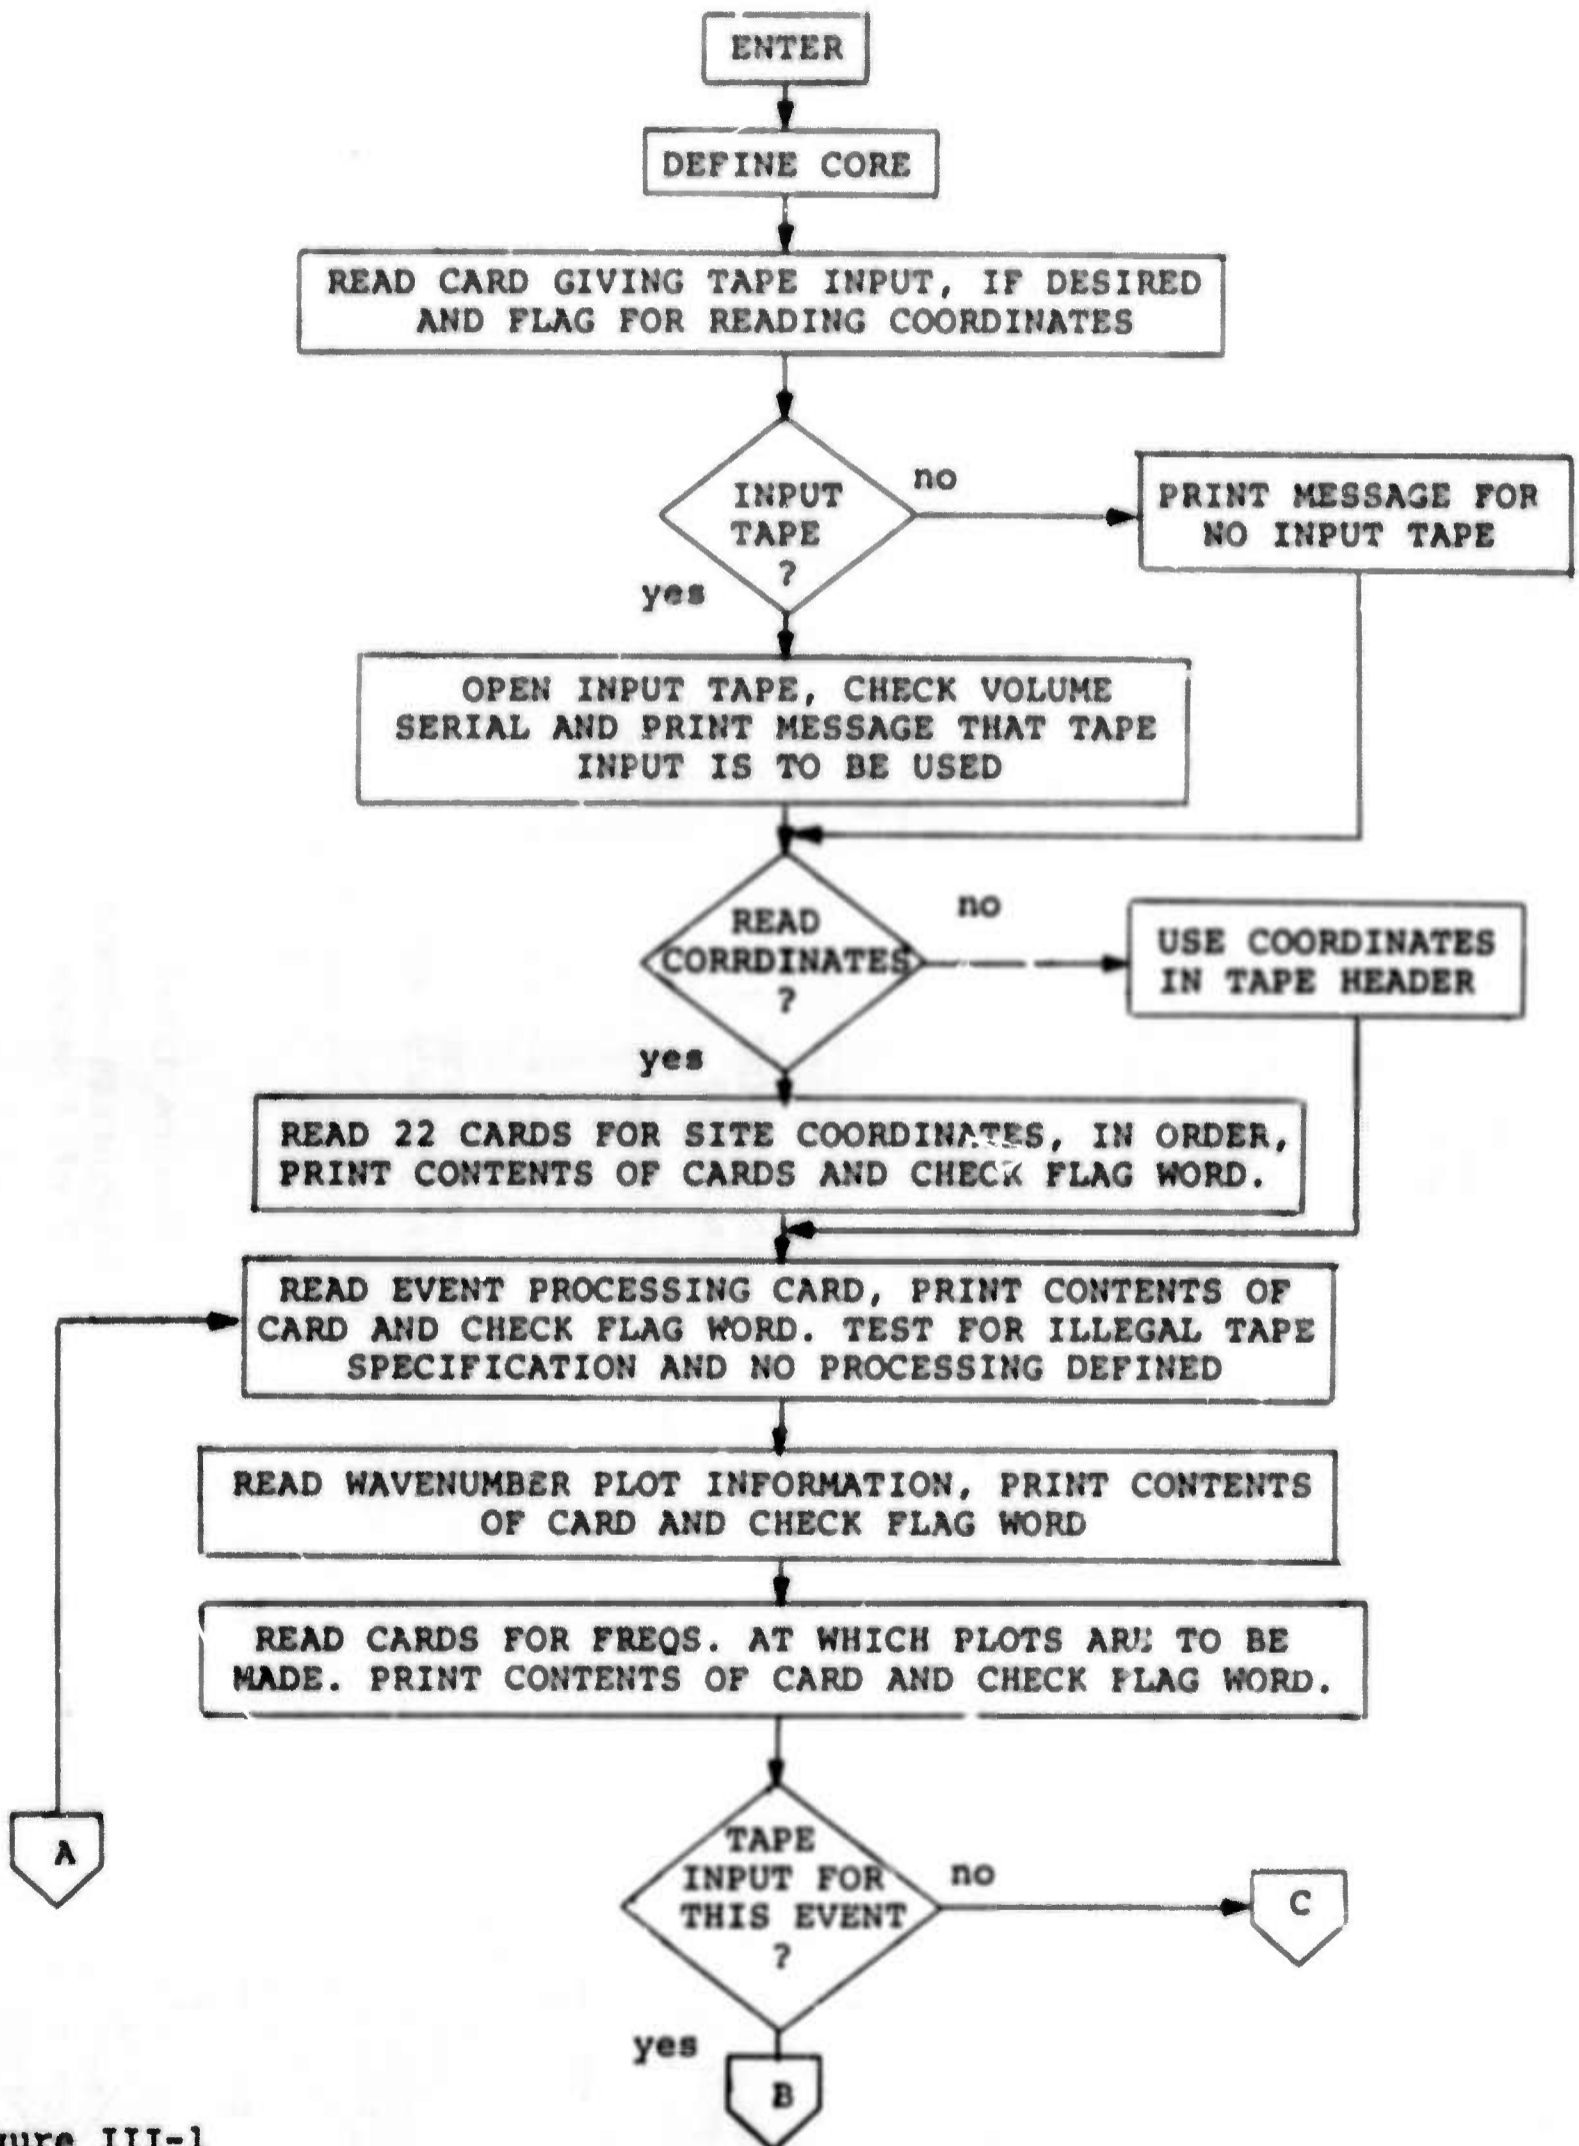 ENTER
DEFINE CORE
READ CARD GIVING TAPE INPUT, IF DESIRED
AND FLAG FOR READING COORDINATES
INPUT
TAPE
?
no
yes
PRINT MESSAGE FOR
NO INPUT TAPE
OPEN INPUT TAPE, CHECK VOLUME
SERIAL AND PRINT MESSAGE THAT TAPE
INPUT IS TO BE USED
READ
CORRDINATES
?
no
yes
USE COORDINATES
IN TAPE HEADER
READ 22 CARDS FOR SITE COORDINATES, IN ORDER,
PRINT CONTENTS OF CARDS AND CHECK FLAG WORD.
READ EVENT PROCESSING CARD, PRINT CONTENTS OF
CARD AND CHECK FLAG WORD. TEST FOR ILLEGAL TAPE
SPECIFICATION AND NO PROCESSING DEFINED
READ WAVENUMBER PLOT INFORMATION, PRINT CONTENTS
OF CARD AND CHECK FLAG WORD
READ CARDS FOR FREQS. AT WHICH PLOTS ARE TO BE
MADE. PRINT CONTENTS OF CARD AND CHECK FLAG WORD.
A
TAPE
INPUT FOR
THIS EVENT
?
no
C
yes
B
gure III-1